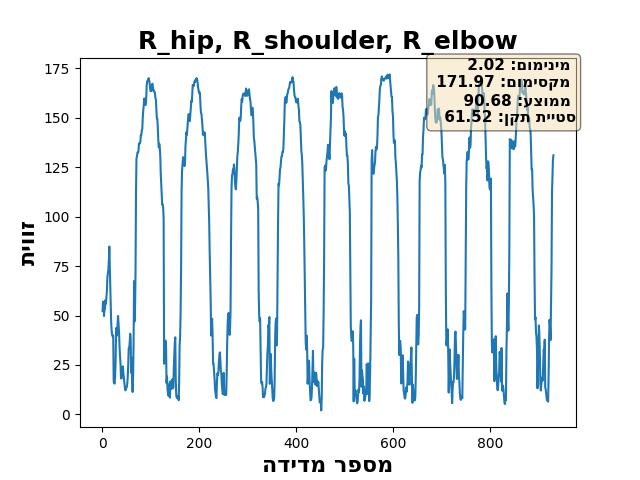 R_hip, R_shoulder, R_elbow
מינימום: 2.02
מקסימום: 171.97
ממוצע: 90.68
סטיית תקן: 61.52
175
150
125
100
75
50
25
0
זווית
0 200 400 600 800
מספר מדידה